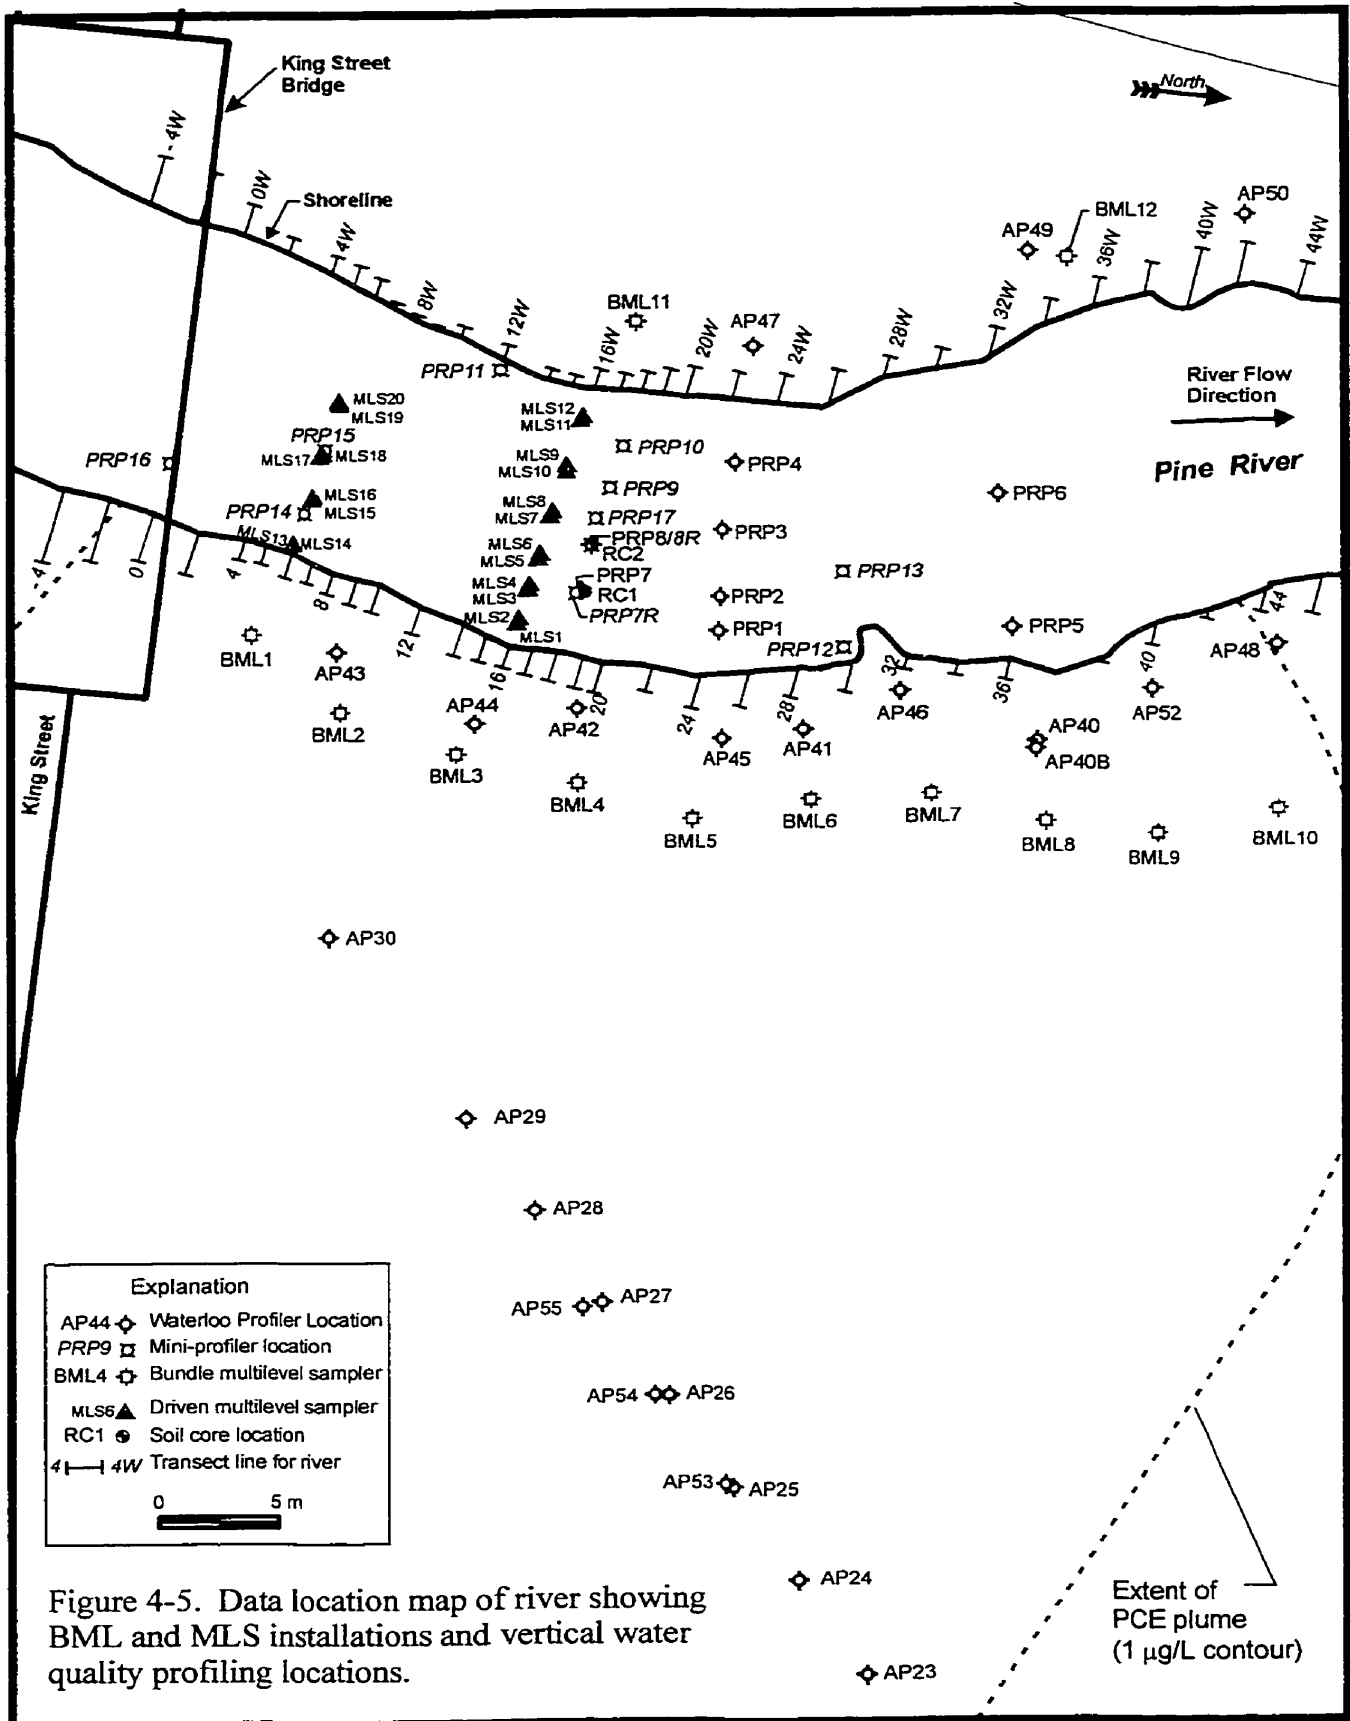 King Street
Bridge
North
- 4W
0W
Shoreline
4W
8W
12W
16W
20W
24W
28W
32W
36W
40W
44W
AP50
BML12
AP49
BML11
AP47
PRP11
River Flow
Direction
Pine River
MLS20
MLS19
PRP15
MLS17
MLS18
PRP16
MLS16
MLS15
PRP14
MLS13
MLS14
MLS12
MLS11
MLS9
MLS10
MLS8
MLS7
MLS6
MLS5
MLS4
MLS3
MLS2
MLS1
PRP10
PRP9
PRP17
PRP8/8R
RC2
PRP7
RC1
PRP7R
PRP4
PRP3
PRP2
PRP1
PRP6
PRP13
PRP12
PRP5
4
0
4
8
12
16
20
24
28
32
36
40
44
BML1
AP43
BML2
AP44
BML3
AP42
BML4
AP45
BML5
AP41
BML6
AP46
BML7
AP40
AP40B
BML8
AP52
BML9
AP48
BML10
King Street
AP30
AP29
AP28
AP55
AP27
AP54
AP26
AP53
AP25
AP24
AP23
Explanation
AP44 Waterloo Profiler Location
PRP9 Mini-profiler location
BML4 Bundle multilevel sampler
MLS6 Driven multilevel sampler
RC1 Soil core location
4 4W Transect line for river
0 5 m
Extent of
PCE plume
(1 µg/L contour)
Figure 4-5. Data location map of river showing
BML and MLS installations and vertical water
quality profiling locations.